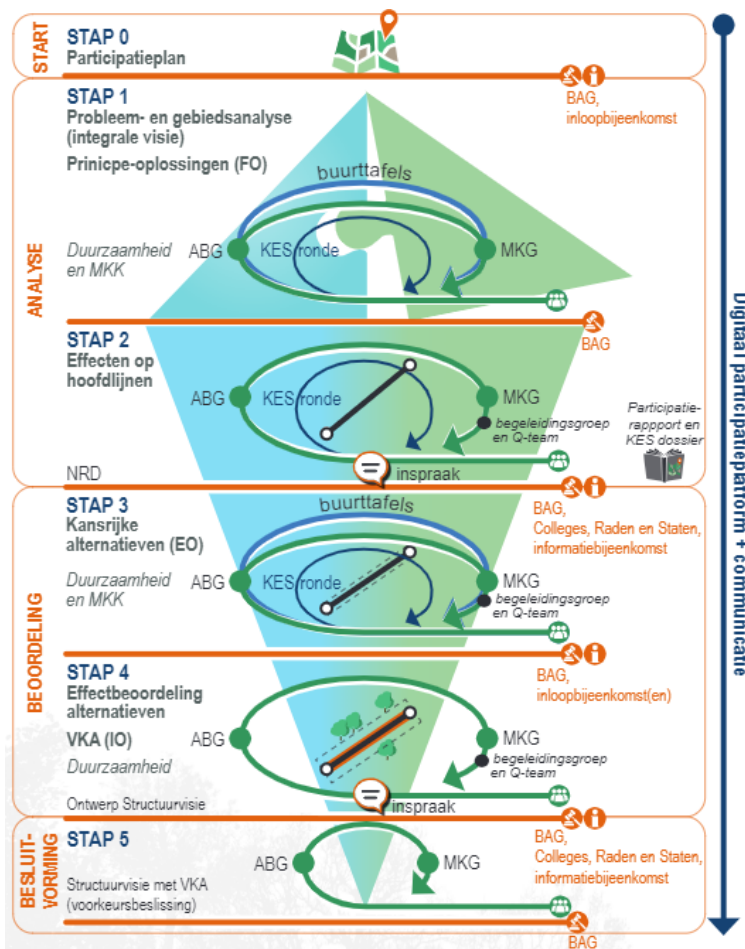 START
STAP 0
Participatieplan
BAG,
inloopbijeenkomst
ANALYSE
STAP 1
Probleem- en gebiedsanalyse
(integrale visie)
Prinicpe-oplossingen (FO)
buurttafels
Duurzaamheid
en MKK
ABG
KES ronde
MKG
BAG
STAP 2
Effecten op
hoofdlijnen
ABG
KES ronde
MKG
begeleidingsgroep
en Q-team
Participatie-
rappport en
KES dossier
NRD
inspraak
BAG,
Colleges, Raden en Staten,
informatiebijeenkomst
BEOORDELING
STAP 3
Kansrijke
alternatieven (EO)
buurttafels
Duurzaamheid
en MKK
ABG
KES ronde
MKG
begeleidingsgroep
en Q-team
BAG,
inloopbijeenkomst(en)
STAP 4
Effectbeoordeling
alternatieven
VKA (IO)
Duurzaamheid
ABG
MKG
begeleidingsgroep
en Q-team
Ontwerp Structuurvisie
inspraak
BAG,
Colleges, Raden en Staten,
informatiebijeenkomst
BESLUIT-
VORMING
STAP 5
ABG
MKG
Structuurvisie met VKA
(voorkeursbeslissing)
BAG
Digitaal participatieplatform + communicatie